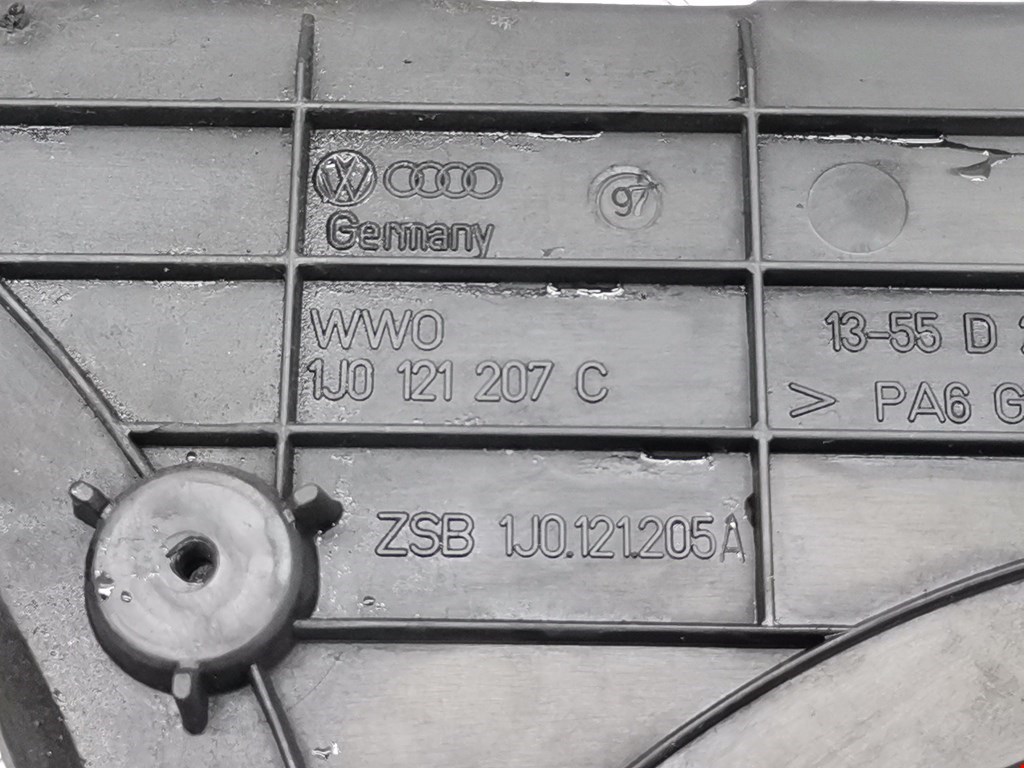 97
Germany
WWO
1J0 121 207 C
13-55 D
> PA6 G
ZSB 1J0.121.205A